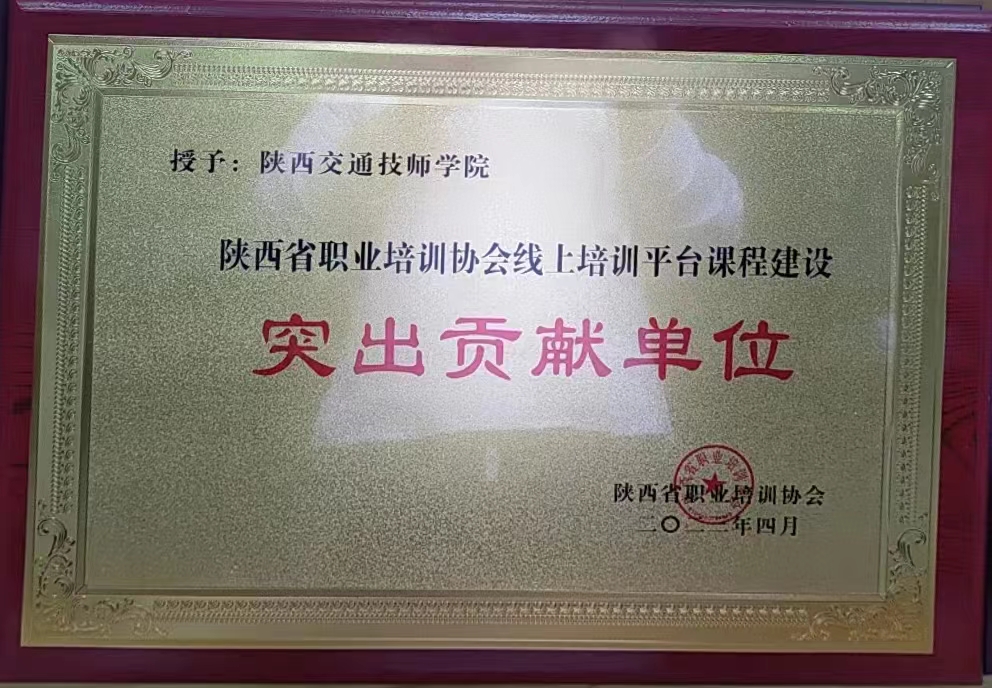 授予：陕西交通技师学院
陕西省职业培训协会线上培训平台课程建设
突出贡献单位
陕西省职业培训协会
二〇二二年四月